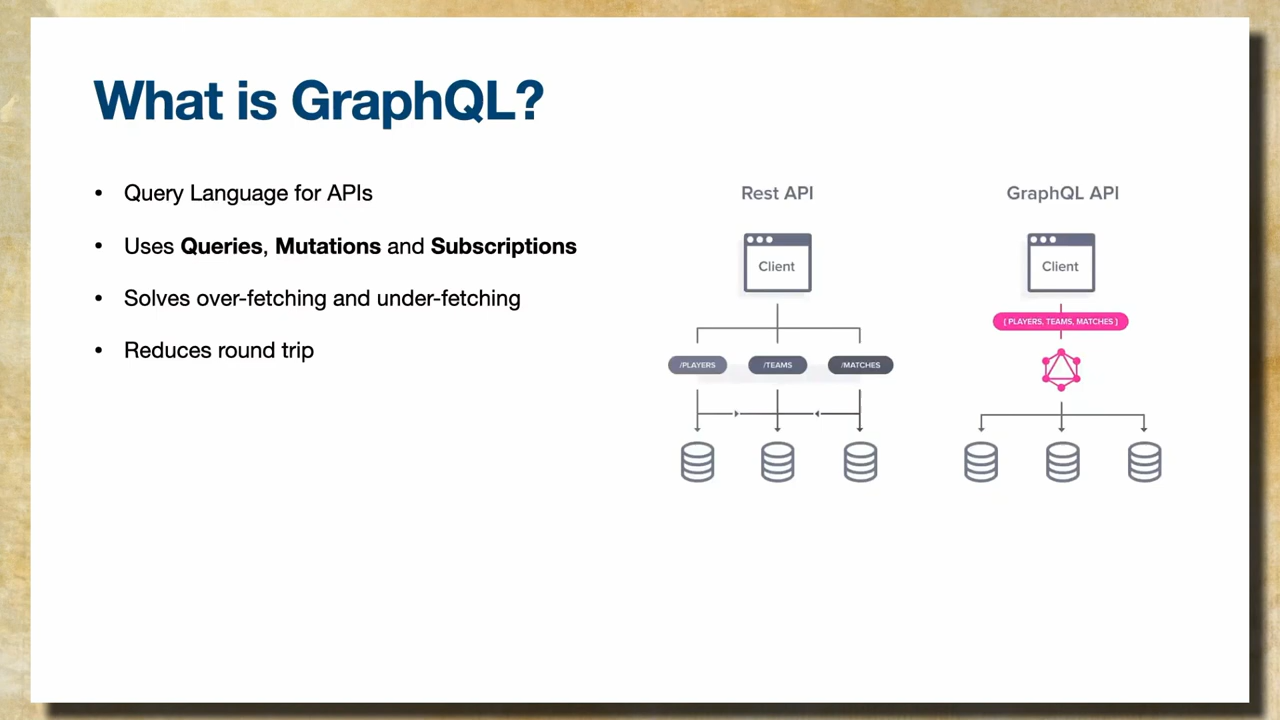 What is GraphQL?
• Query Language for APIs
• Uses Queries, Mutations and Subscriptions
• Solves over-fetching and under-fetching
• Reduces round trip
Rest API
Client
/PLAYERS
/TEAMS
/MATCHES
GraphQL API
Client
{ PLAYERS, TEAMS, MATCHES }